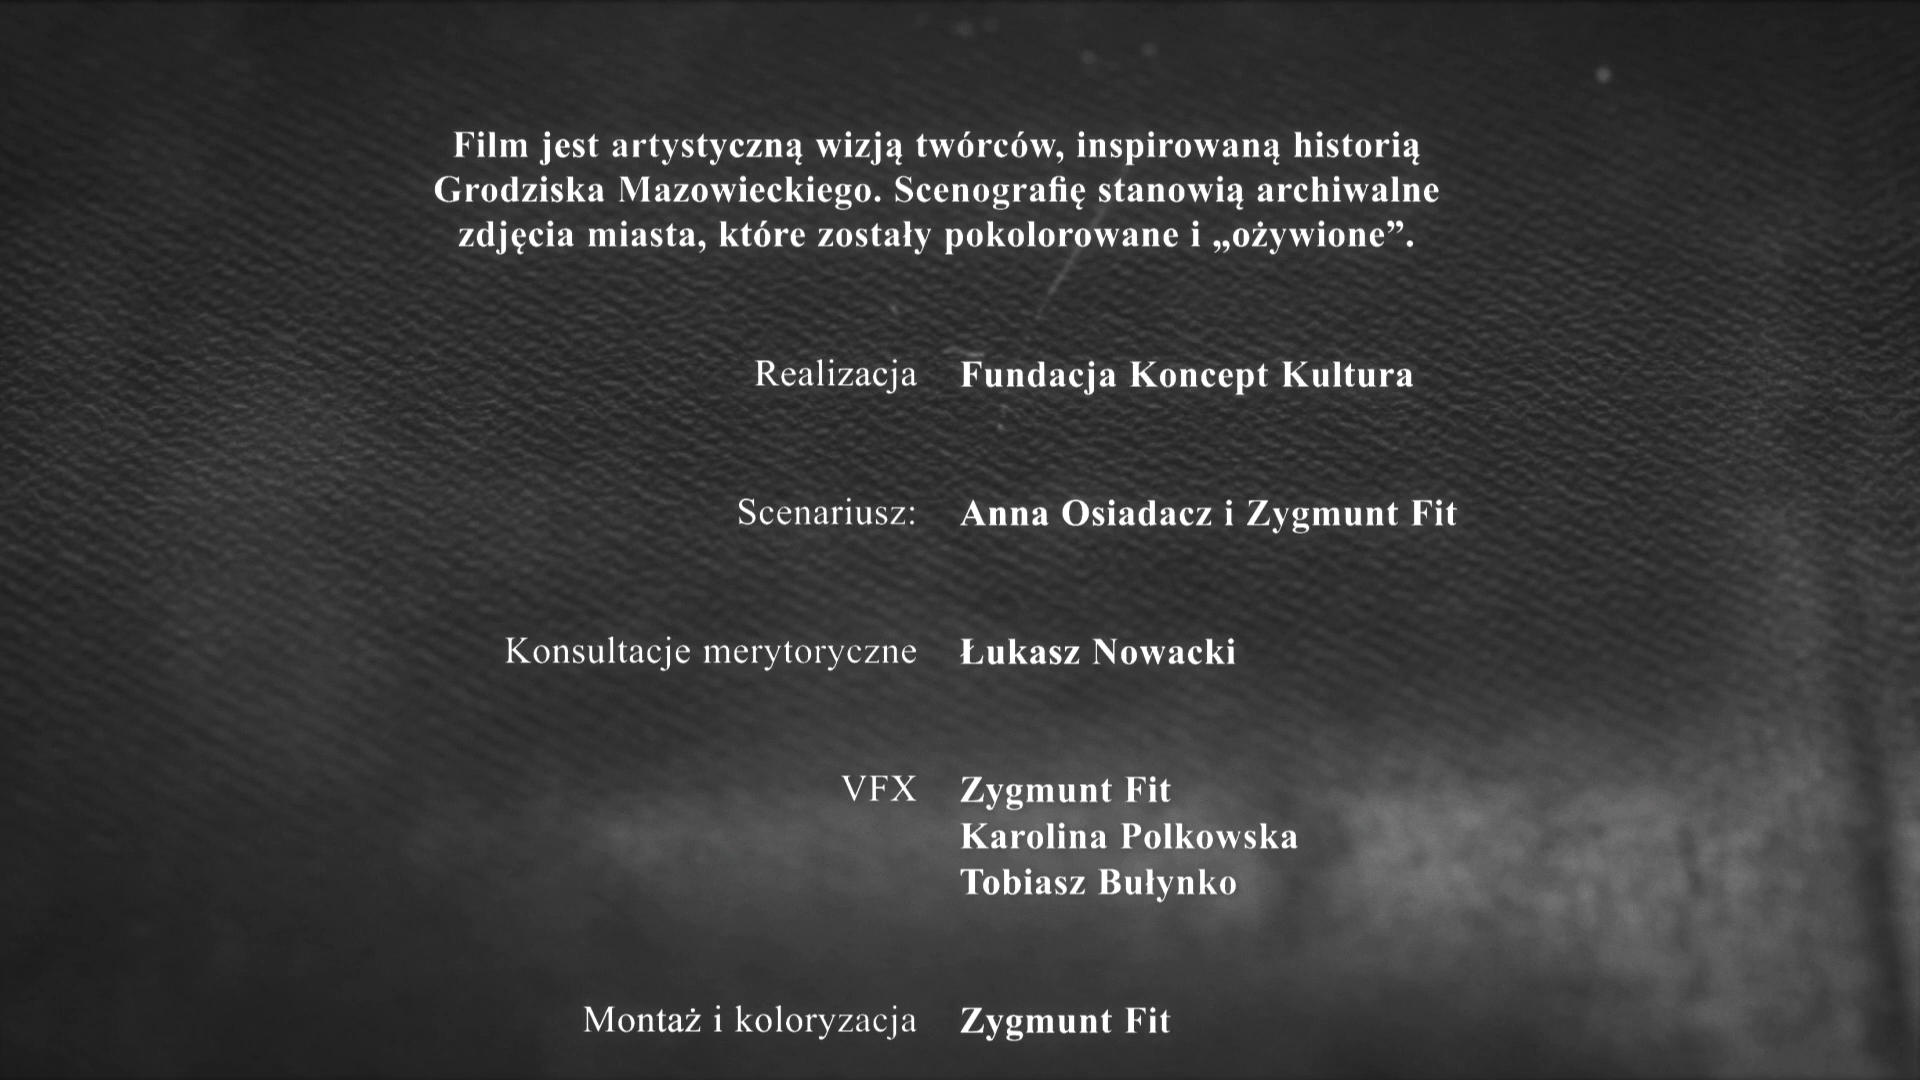 Film jest artystyczną wizją twórców, inspirowaną historią
Grodziska Mazowieckiego. Scenografię stanowią archiwalne
zdjęcia miasta, które zostały pokolorowane i „ożywione”.
Realizacja Fundacja Koncept Kultura
Scenariusz: Anna Osiadacz i Zygmunt Fit
Konsultacje merytoryczne Łukasz Nowacki
VFX Zygmunt Fit
Karolina Polkowska
Tobiasz Bułynko
Montaż i koloryzacja Zygmunt Fit